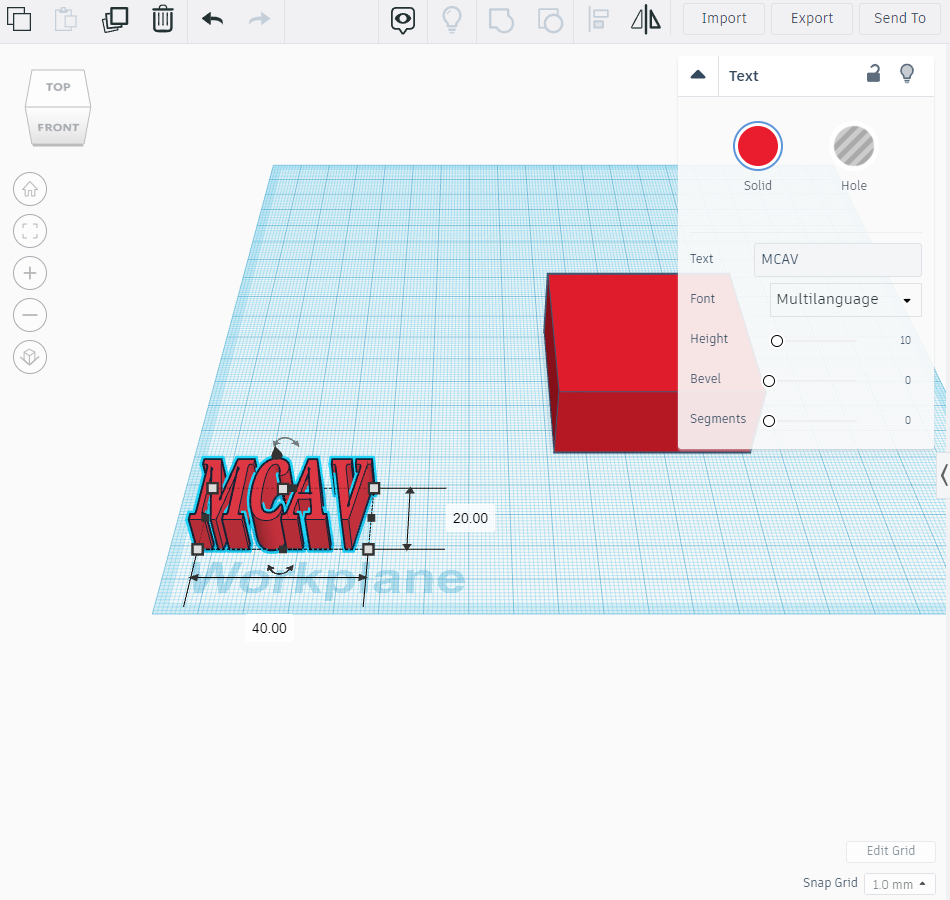 Import Export Send To
TOP
FRONT
Text
Solid Hole
Text MCAV
Font Multilanguage
Height 10
Bevel 0
Segments 0
MCAV
20.00
Workplane
40.00
Edit Grid
Snap Grid 1.0 mm